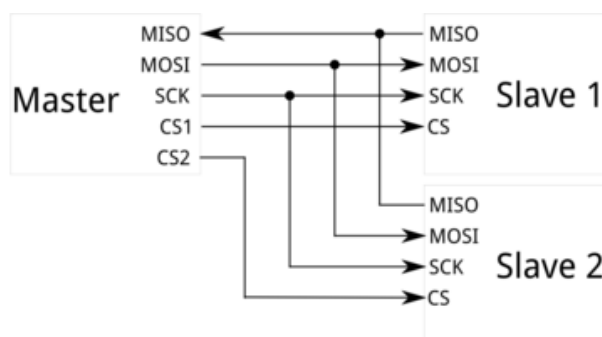 Master
MISO
MOSI
SCK
CS1
CS2
MISO
MOSI
SCK
CS
Slave 1
MISO
MOSI
SCK
CS
Slave 2